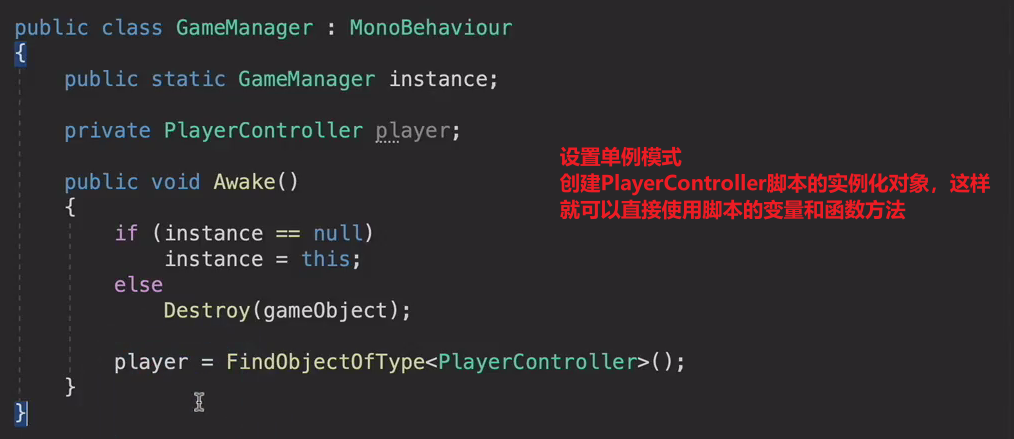 public class GameManager : MonoBehaviour
{
public static GameManager instance;
private PlayerController player;
设置单例模式
创建PlayerController脚本的实例化对象，这样
就可以直接使用脚本的变量和函数方法
public void Awake()
{
if (instance == null)
instance = this;
else
Destroy(gameObject);
player = FindObjectOfType<PlayerController>();
}
}